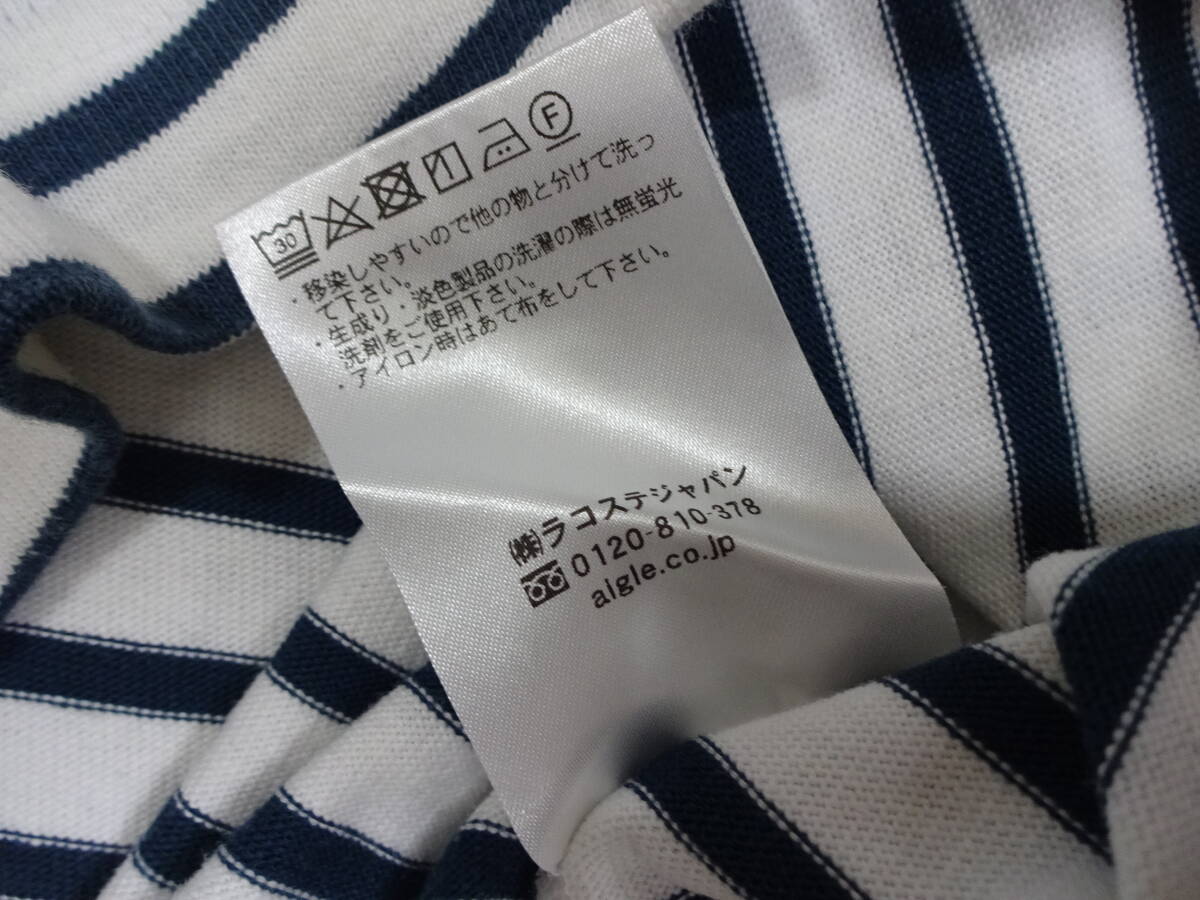 30 F
・移染しやすいので他の物と分けて洗っ
て下さい。
・生成り・淡色製品の洗濯の際は無蛍光
洗剤をご使用下さい。
・アイロン時はあて布をして下さい。
㈱ラコステジャパン
0120-810-378
aigle.co.jp